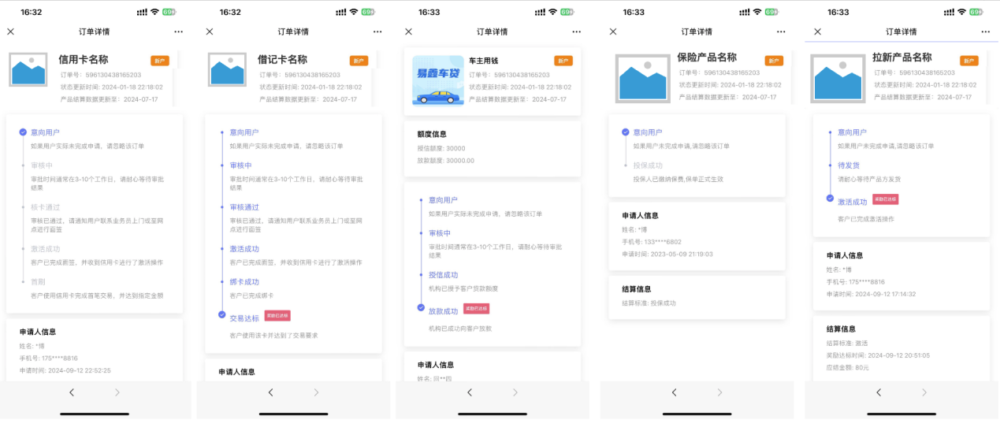 16:32
69
订单详情
信用卡名称
新户
订单号：596130438165203
状态更新时间: 2024-01-18 22:18:02
产品结算数据更新至：2024-07-17
意向用户
如果用户实际未完成申请，请忽略该订单
审核中
审批时间通常在3-10个工作日，请耐心等待审批
结果
核卡通过
审核已通过，请通知用户联系业务员上门或至网
点进行面签
激活成功
客户已完成面签，并收到信用卡进行了激活操作
首刷
客户使用信用卡完成首笔交易，并达到指定金额
申请人信息
姓名: *博
手机号: 175****8816
申请时间: 2024-09-12 22:52:25
16:32
69
订单详情
借记卡名称
新户
订单号：596130438165203
状态更新时间: 2024-01-18 22:18:02
产品结算数据更新至：2024-07-17
意向用户
如果用户实际未完成申请，请忽略该订单
审核中
审批时间通常在3-10个工作日，请耐心等待审批
结果
审核通过
审核已通过，请通知用户联系业务员上门或至网
点进行面签
激活成功
客户已完成面签，并收到信用卡进行了激活操作
绑卡成功
客户已完成绑卡
交易达标
奖励已达标
客户使用该卡并达到了交易要求
申请人信息
16:33
69
订单详情
易鑫车贷
车主用钱
新户
订单号：596130438165203
状态更新时间: 2024-01-18 22:18:02
产品结算数据更新至：2024-07-17
额度信息
授信额度: 30000
放款额度: 30000.00
意向用户
如果用户实际未完成申请，请忽略该订单
审核中
审批时间通常在3-10个工作日，请耐心等待审批
结果
授信成功
机构已授予客户贷款额度
放款成功
奖励已达标
机构已成功向客户放款
申请人信息
姓名: 闫**四
16:33
69
订单详情
保险产品名称
新户
订单号：596130438165203
状态更新时间: 2024-01-18 22:18:02
产品结算数据更新至：2024-07-17
意向用户
如果用户未完成申请,请忽略该订单
投保成功
投保人已缴纳保费,保单正式生效
申请人信息
姓名: *博
手机号: 133****6802
申请时间: 2023-05-09 21:19:03
结算信息
结算标准: 投保成功
16:33
69
订单详情
拉新产品名称
新户
订单号：596130438165203
状态更新时间: 2024-01-18 22:18:02
产品结算数据更新至：2024-07-17
意向用户
如果用户未完成申请,请忽略该订单
待发货
请耐心等待产品方发货
激活成功
奖励已达标
客户已完成激活操作
申请人信息
姓名: *博
手机号: 175****8816
申请时间: 2024-09-12 17:14:32
结算信息
结算标准: 激活
奖励达标时间: 2024-09-12 20:51:05
应结金额: 80元